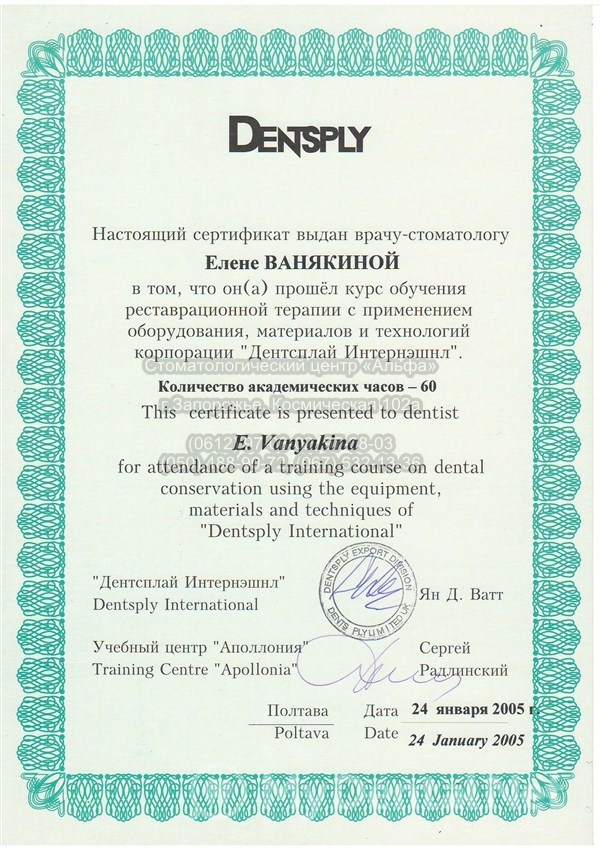 DENTSPLY
Настоящий сертификат выдан врачу-стоматологу
Елене ВАНЯКИНОЙ
в том, что он(а) прошёл курс обучения
реставрационной терапии с применением
оборудования, материалов и технологий
корпорации "Дентсплай Интернэшнл".
Стоматологический центр «Альфа»
Количество академических часов – 60
г.Запорожье, Космическая 102а
This certificate is presented to dentist
E. Vanyakina
for attendance of a training course on dental
conservation using the equipment,
materials and techniques of
"Dentsply International"
DENTSPLY EXPORT DIVISION
DENTSPLY LIMITED UK
"Дентсплай Интернэшнл"
Dentsply International
Ян Д. Ватт
Учебный центр "Аполлония"
Training Centre "Apollonia"
Сергей
Радлинский
Полтава Дата 24 января 2005 г
Poltava Date 24 January 2005